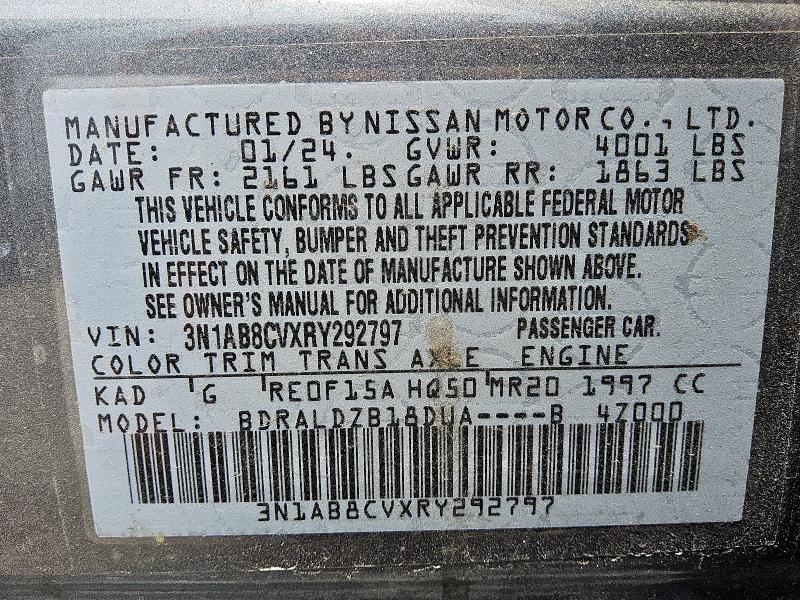 MANUFACTURED BY NISSAN MOTOR CO., LTD.
DATE: 01/24. GVWR: 4001 LBS
GAWR FR: 2161 LBS GAWR RR: 1863 LBS
THIS VEHICLE CONFORMS TO ALL APPLICABLE FEDERAL MOTOR
VEHICLE SAFETY, BUMPER AND THEFT PREVENTION STANDARDS
IN EFFECT ON THE DATE OF MANUFACTURE SHOWN ABOVE.
SEE OWNER'S MANUAL FOR ADDITIONAL INFORMATION.
VIN: 3N1AB8CVXRY292797 PASSENGER CAR.
COLOR TRIM TRANS AXLE ENGINE
KAD G RE0F15A HQ50 MR20 1997 CC
MODEL: BDRALDZB18DUA----B 4Z000
3N1AB8CVXRY292797